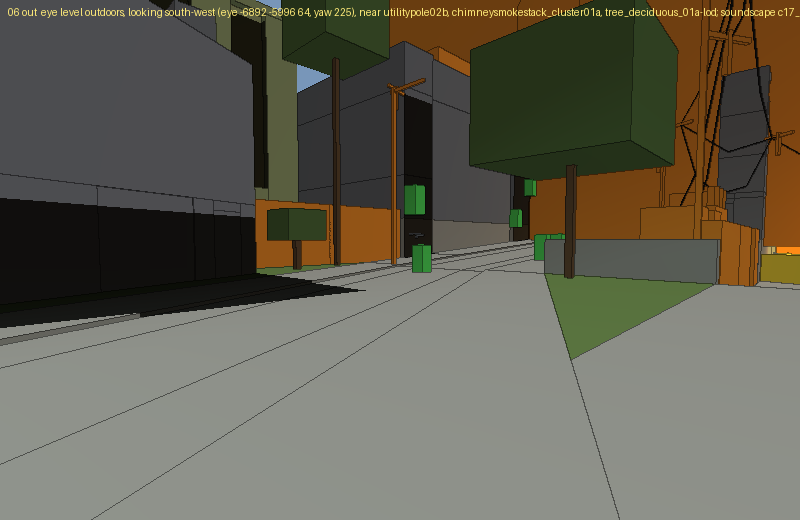 06 out eye level outdoors, looking south-west (eye -6892 -5996 64, yaw 225), near utilitypole02b, chimneysmokestack_cluster01a, tree_deciduous_01a-lod; soundscape c17_